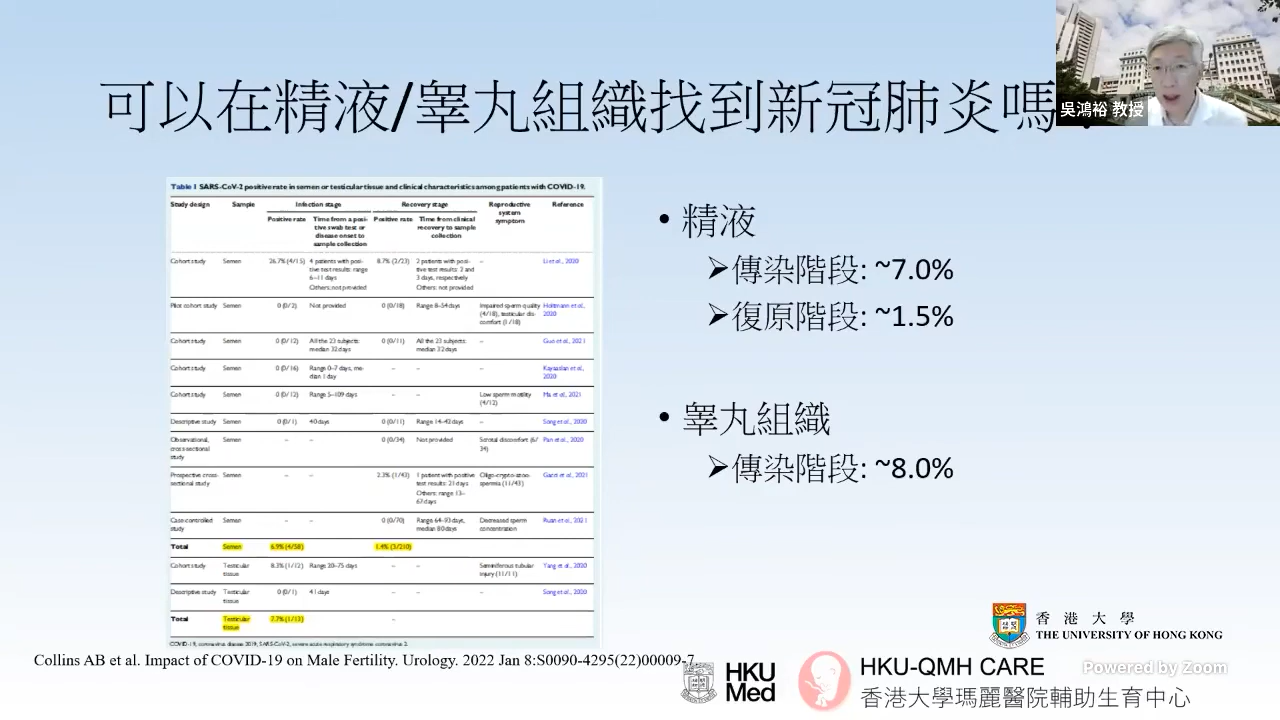 可以在精液/睾丸組織找到新冠肺炎嗎
吳鴻裕 教授
Table I SARS-CoV-2 positive rate in semen or testicular tissue and clinical characteristics among patients with COVID-19.
Study design Sample Infection stage Recovery stage Reproductive system symptom Reference
Positive rate Time from a positive swab test or disease onset to sample collection Positive rate Time from clinical recovery to sample collection
Cohort study Semen 26.7% (4/15) 4 patients with positive test results: range 6–11 days Others: not provided 8.7% (2/23) 2 patients with positive test results: 2 and 3 days, respectively Others: not provided – Li et al., 2020
Pilot cohort study Semen 0 (0/2) Not provided 0 (0/18) Range 8–54 days Impaired sperm quality (4/18), testicular discomfort (1/18) Holtmann et al., 2020
Cohort study Semen 0 (0/12) All the 23 subjects: median 32 days 0 (0/11) All the 23 subjects: median 32 days – Guo et al., 2021
Cohort study Semen 0 (0/16) Range 0–7 days, median 1 day – – – Kayaaslan et al., 2020
Cohort study Semen 0 (0/12) Range 5–109 days – – Low sperm motility (4/12) Ma et al., 2021
Descriptive study Semen 0 (0/1) 40 days 0 (0/11) Range 14–42 days – Song et al., 2020
Observational, cross-sectional study Semen – – 0 (0/34) Not provided Scrotal discomfort (6/34) Pan et al., 2020
Prospective cross-sectional study Semen – – 2.3% (1/43) 1 patient with positive test results: 21 days Others: range 13–67 days Oligo-crypto-azoospermia (11/43) Gacci et al., 2021
Case-controlled study Semen – – 0 (0/70) Range 64–93 days, median 80 days Decreased sperm concentration Ruan et al., 2021
Total Semen 6.9% (4/58) 1.4% (3/210)
Cohort study Testicular tissue 8.3% (1/12) Range 20–75 days – – Seminiferous tubular injury (11/11) Yang et al., 2020
Descriptive study Testicular tissue 0 (0/1) 41 days – – – Song et al., 2020
Total Testicular tissue 7.7% (1/13) –
COVID-19, coronavirus disease 2019; SARS-CoV-2, severe acute respiratory syndrome coronavirus 2.
• 精液
➢傳染階段: ~7.0%
➢復原階段: ~1.5%
• 睾丸組織
➢傳染階段: ~8.0%
Collins AB et al. Impact of COVID-19 on Male Fertility. Urology. 2022 Jan 8:S0090-4295(22)00009-7
香港大學
THE UNIVERSITY OF HONG KONG
HKU
Med
HKU-QMH CARE
香港大學瑪麗醫院輔助生育中心
Powered by Zoom